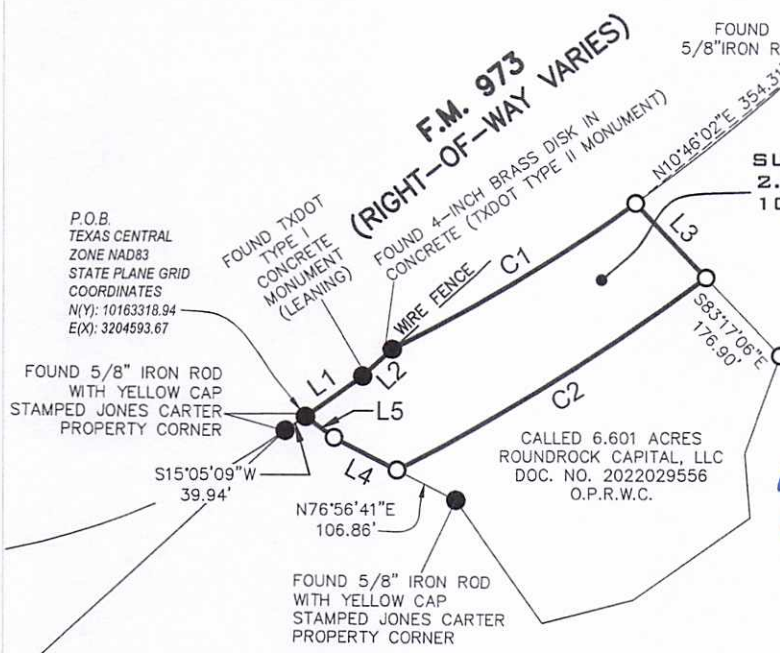 FOUND
5/8"IRON R
F.M. 973
(RIGHT-OF-WAY VARIES)
N10°46'02"E 354.31'
FOUND 4-INCH BRASS DISK IN
CONCRETE (TXDOT TYPE II MONUMENT)
FOUND TXDOT
TYPE I
CONCRETE
MONUMENT
(LEANING)
2.
10
P.O.B.
TEXAS CENTRAL
ZONE NAD83
STATE PLANE GRID
COORDINATES
N(Y): 10163318.94
E(X): 3204593.67
WIRE FENCE
C1
L3
S83°17'06"E
176.90'
L1
L2
L5
L4
C2
FOUND 5/8" IRON ROD
WITH YELLOW CAP
STAMPED JONES CARTER
PROPERTY CORNER
S15°05'09"W
39.94'
N76°56'41"E
106.86'
CALLED 6.601 ACRES
ROUNDROCK CAPITAL, LLC
DOC. NO. 2022029556
O.P.R.W.C.
FOUND 5/8" IRON ROD
WITH YELLOW CAP
STAMPED JONES CARTER
PROPERTY CORNER